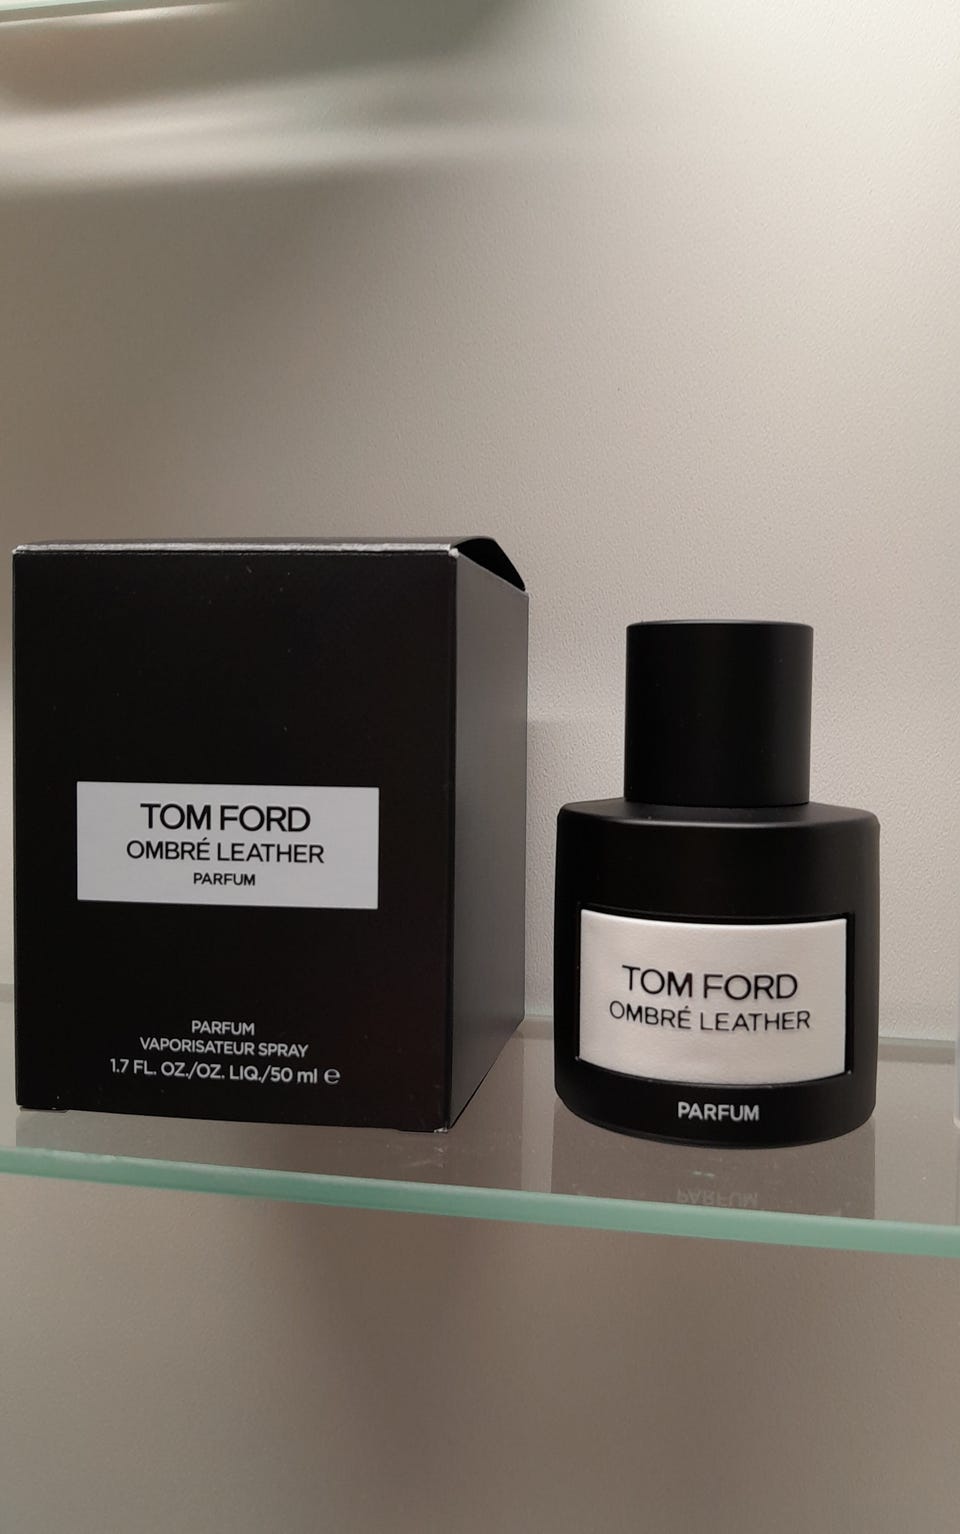 TOM FORD
OMBRÉ LEATHER
PARFUM
PARFUM
VAPORISATEUR SPRAY
1.7 FL. OZ./OZ. LIQ./50 ml ℮
TOM FORD
OMBRÉ LEATHER
PARFUM